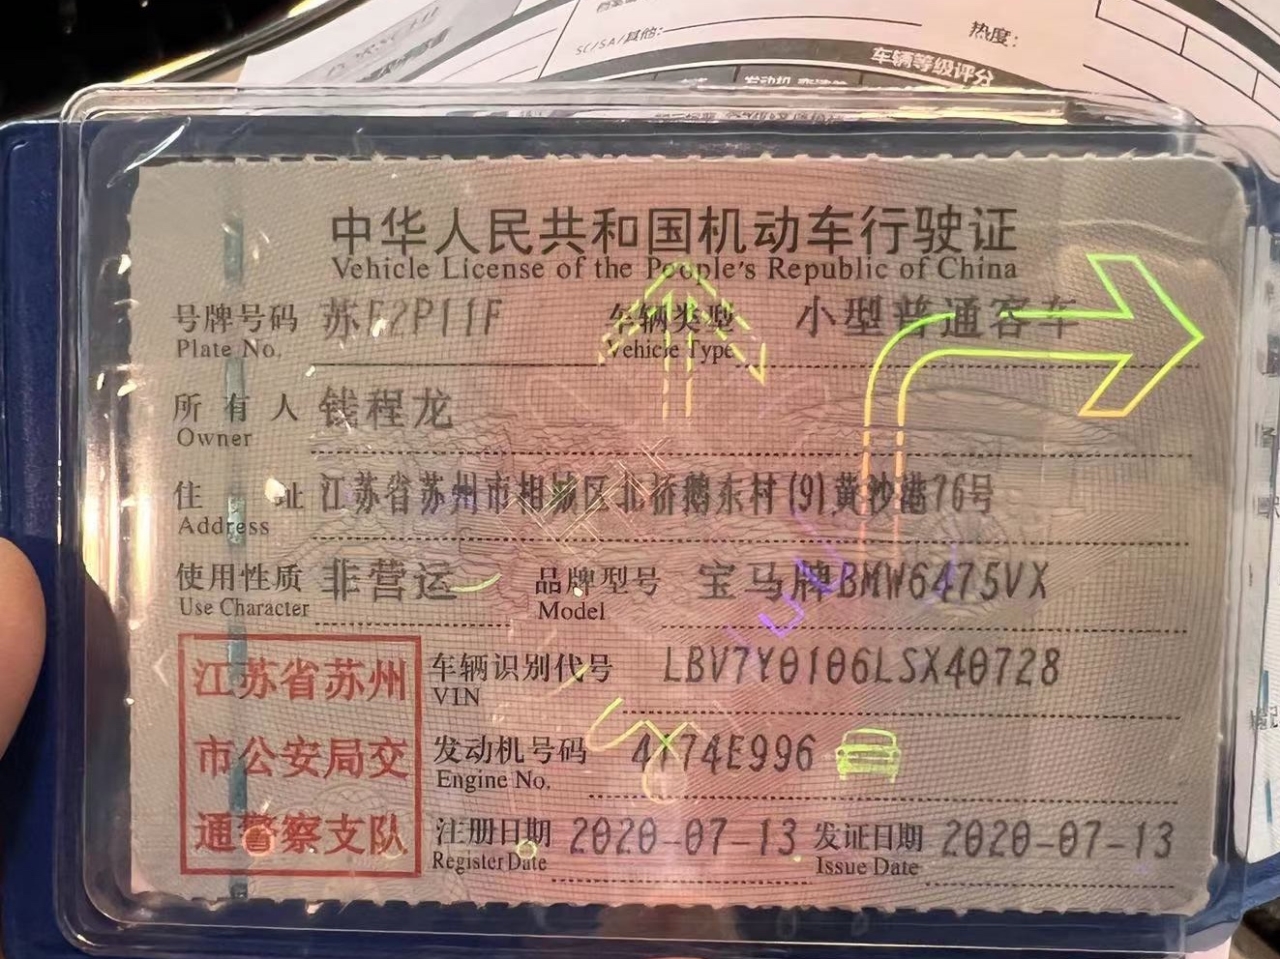 SC/SA/其他:
热度:
车辆等级评分
中华人民共和国机动车行驶证
Vehicle License of the People's Republic of China
号牌号码 苏E2P11F 车辆类型 小型普通客车
Plate No. Vehicle Type
所有人 钱程龙
Owner
住址 江苏省苏州市相城区北桥鹅东村(9)黄沙港76号
Address
使用性质 非营运 品牌型号 宝马牌BMW6475VX
Use Character Model
江苏省苏州
市公安局交
通警察支队
车辆识别代号 LBV7Y0106LSX40728
VIN
发动机号码
Engine No.
注册日期 2020-07-13 发证日期 2020-07-13
Register Date Issue Date